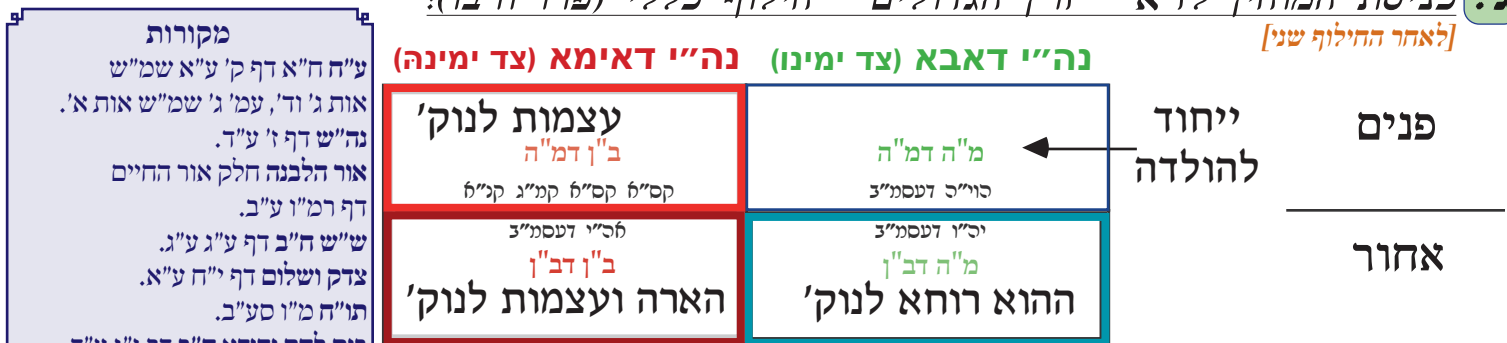 [לאחר החילוף שני]
פנים
אחור
ייחוד
להולדה
נה״י דאבא (צד ימינו)
נה״י דאימא (צד ימינה)
מ"ה דמ"ה
הוי״ה דעסמ״ב
עצמות לנוק'
ב"ן דמ"ה
קס״א קס״א קמ״ג קנ״א
יה״ו דעסמ״ב
מ"ה דב"ן
ההוא רוחא לנוק'
אה״י דעסמ״ב
ב"ן דב"ן
הארה ועצמות לנוק'
מקורות
ע״ח ח״א דף ק' ע״א שמ״ש
אות ג' וד', עמ' ג' שמ״ש אות א'.
נה״ש דף ז' ע״ד.
אור הלבנה חלק אור החיים
דף רמ״ו ע״ב.
ש״ש ח״ב דף ע״ג ע״ג.
צדק ושלום דף י״ח ע״א.
תו״ח מ״ו סע״ב.